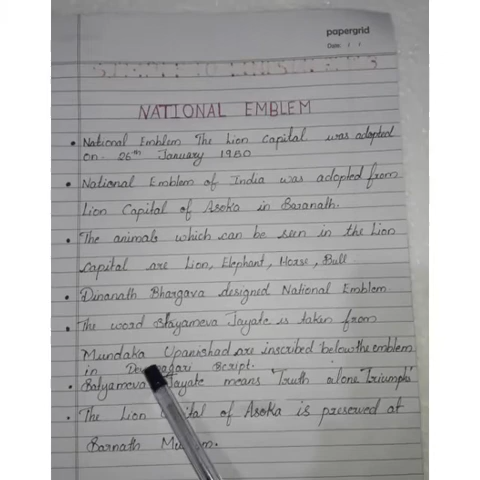 papergrid
Date: / /
NATIONAL EMBLEM
• National Emblem The Lion Capital was adopted
on 26th January 1950
• National Emblem of India was adopted from
Lion Capital of Asoka in Saranath.
• The animals which can be seen in the Lion
Capital are Lion, Elephant, Horse, Bull
• Dinanath Bhargava designed National Emblem
• The word Satyameva Jayate is taken from
Mundaka Upanishad are inscribed below the emblem
in Script.
• Satyameva Jayate means 'Truth alone Triumphs'
• The Lion of Asoka is preserved at
Sarnath